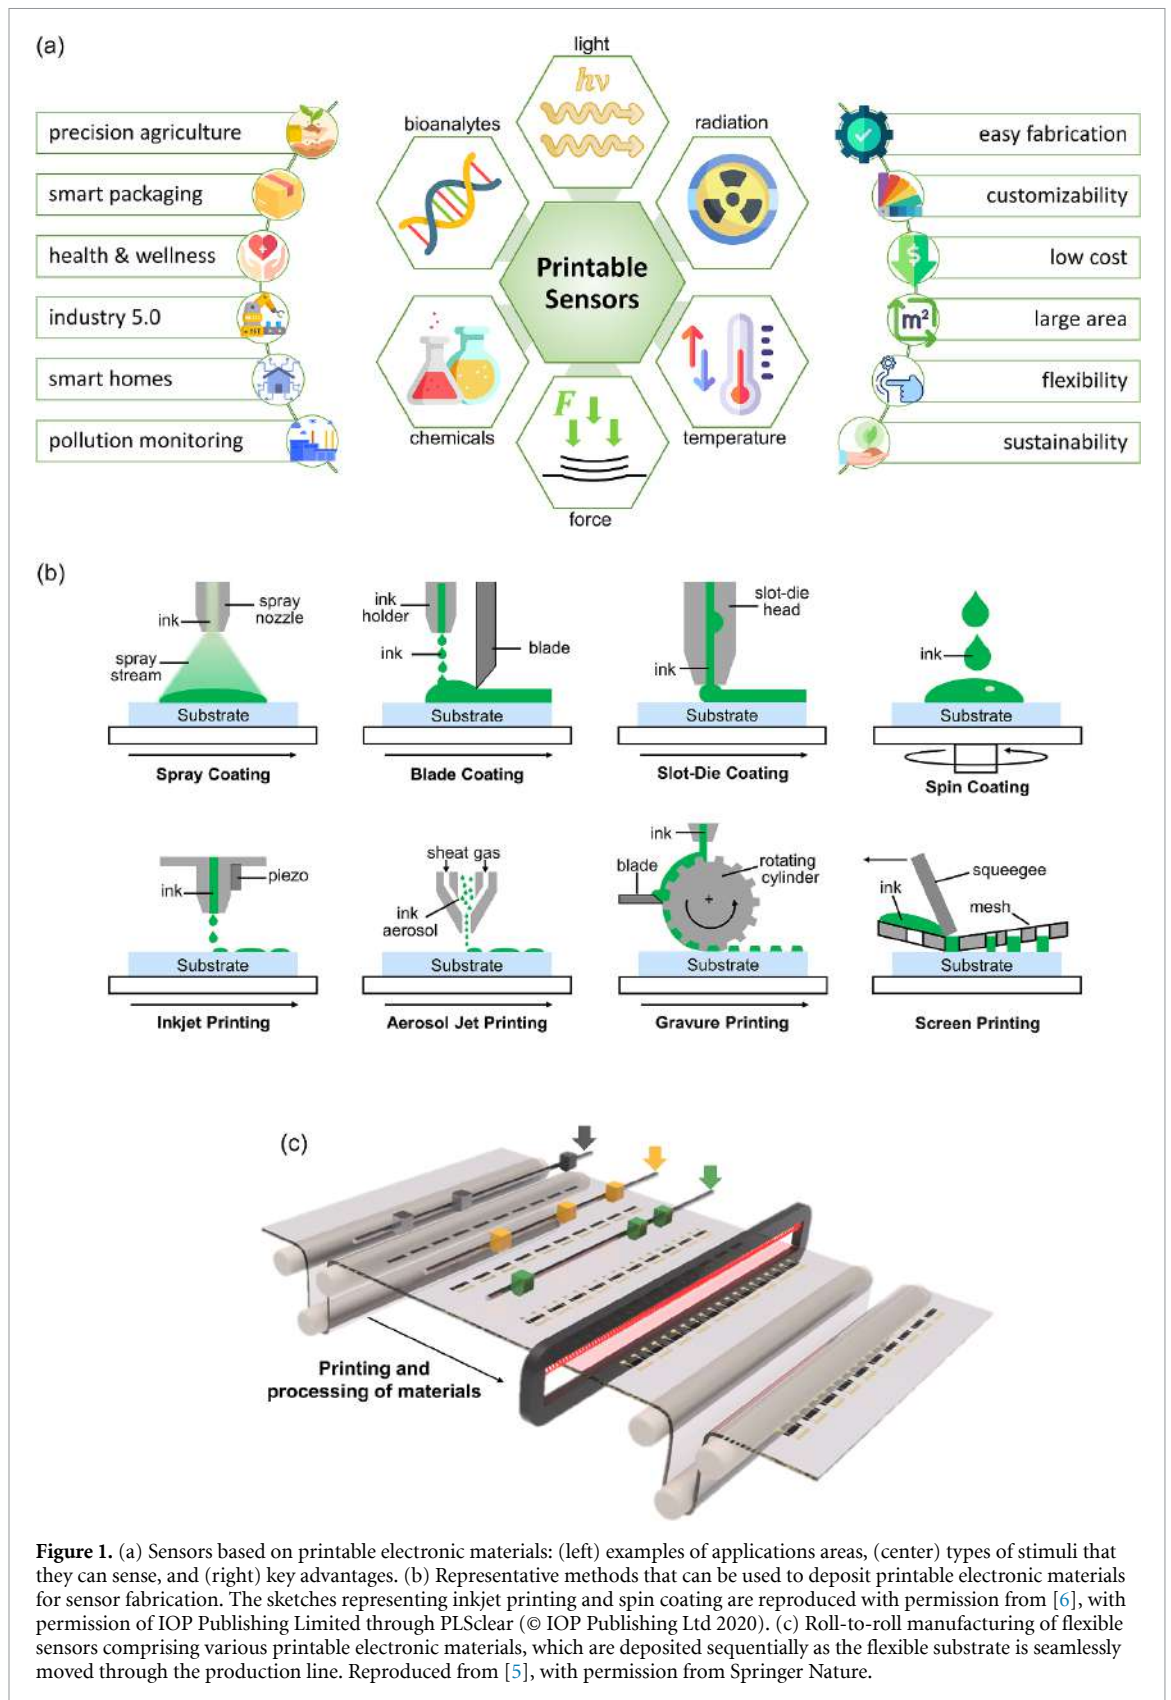 (a)
light
hν
bioanalytes
radiation
precision agriculture
smart packaging
health & wellness
industry 5.0
smart homes
pollution monitoring
Printable
Sensors
easy fabrication
customizability
low cost
$
large area
m²
flexibility
sustainability
F
chemicals
temperature
force
(b)
ink
spray
nozzle
spray
stream
Substrate
Spray Coating
ink
holder
ink
blade
Substrate
Blade Coating
slot-die
head
ink
Substrate
Slot-Die Coating
ink
Substrate
Spin Coating
ink
piezo
Substrate
Inkjet Printing
sheat gas
ink
aerosol
Substrate
Aerosol Jet Printing
ink
blade
rotating
cylinder
+
Substrate
Gravure Printing
squeegee
ink
mesh
Substrate
Screen Printing
(c)
Printing and
processing of materials
Figure 1. (a) Sensors based on printable electronic materials: (left) examples of applications areas, (center) types of stimuli that
they can sense, and (right) key advantages. (b) Representative methods that can be used to deposit printable electronic materials
for sensor fabrication. The sketches representing inkjet printing and spin coating are reproduced with permission from [6], with
permission of IOP Publishing Limited through PLSclear (© IOP Publishing Ltd 2020). (c) Roll-to-roll manufacturing of flexible
sensors comprising various printable electronic materials, which are deposited sequentially as the flexible substrate is seamlessly
moved through the production line. Reproduced from [5], with permission from Springer Nature.